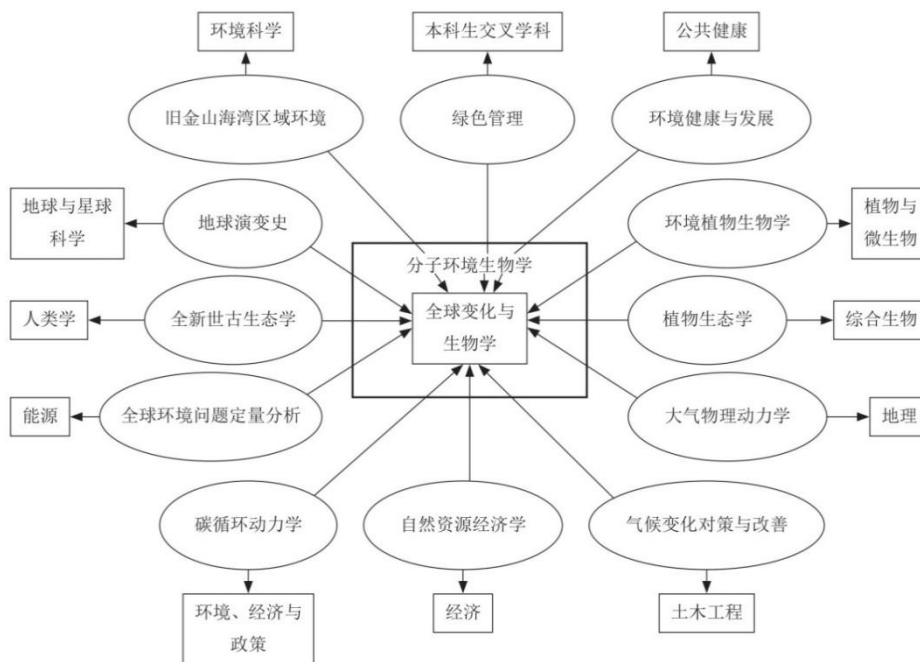 环境科学
本科生交叉学科
公共健康
旧金山海湾区域环境
绿色管理
环境健康与发展
地球与星球
科学
地球演变史
环境植物生物学
植物与
微生物
分子环境生物学
人类学
全新世古生态学
全球变化与
生物学
植物生态学
综合生物
能源
全球环境问题定量分析
大气物理动力学
地理
碳循环动力学
自然资源经济学
气候变化对策与改善
环境、经济与
政策
经济
土木工程